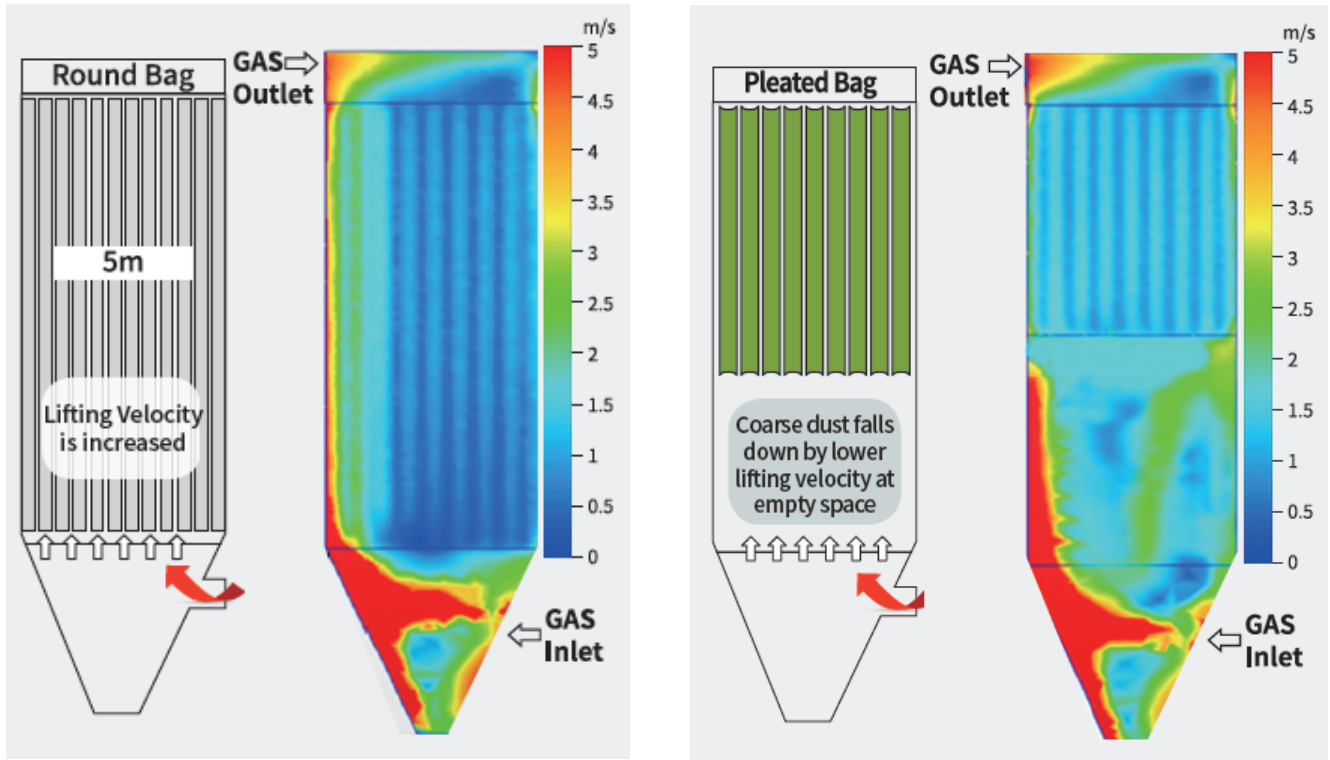 Round Bag
5m
Lifting Velocity
is increased
GAS
Outlet
m/s
5
4.5
4
3.5
3
2.5
2
1.5
1
0.5
0
GAS
Inlet
Pleated Bag
Coarse dust falls
down by lower
lifting velocity at
empty space
GAS
Outlet
m/s
5
4.5
4
3.5
3
2.5
2
1.5
1
0.5
0
GAS
Inlet